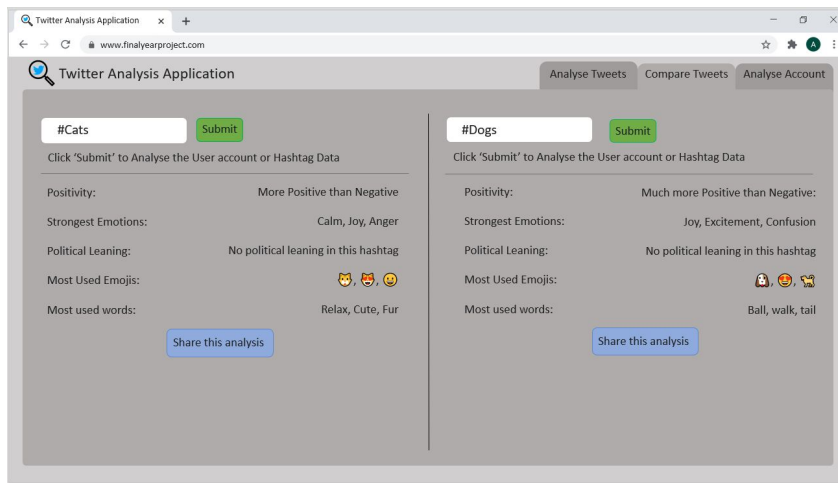 Twitter Analysis Application
www.finalyearproject.com
A
Twitter Analysis Application
Analyse Tweets
Compare Tweets
Analyse Account
#Cats
Submit
Click ‘Submit’ to Analyse the User account or Hashtag Data
Positivity: More Positive than Negative
Strongest Emotions: Calm, Joy, Anger
Political Leaning: No political leaning in this hashtag
Most Used Emojis: 🐱, 😻, 😀
Most used words: Relax, Cute, Fur
Share this analysis
#Dogs
Submit
Click ‘Submit’ to Analyse the User account or Hashtag Data
Positivity: Much more Positive than Negative:
Strongest Emotions: Joy, Excitement, Confusion
Political Leaning: No political leaning in this hashtag
Most Used Emojis: 🐶, 🤩, 🐕
Most used words: Ball, walk, tail
Share this analysis